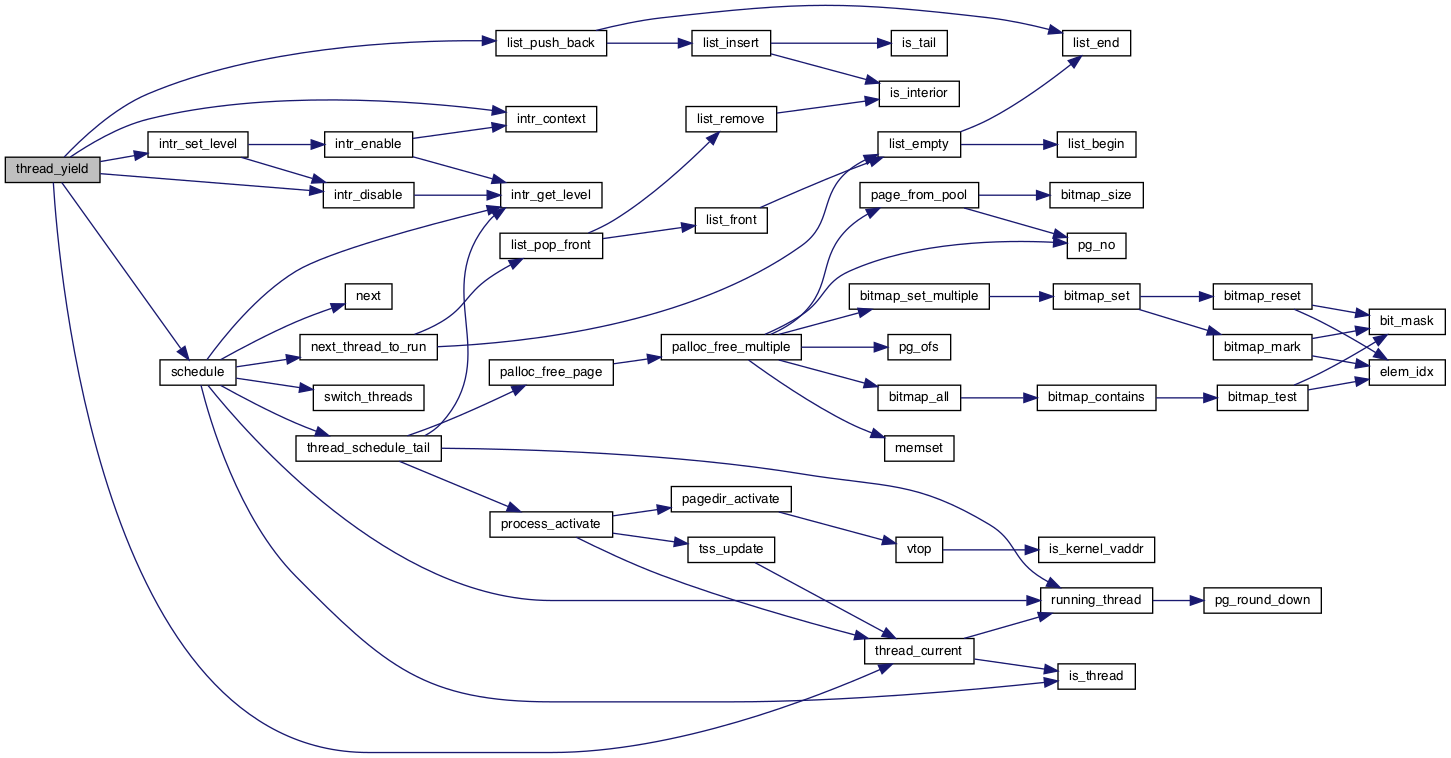 thread_yield
list_push_back
intr_context
intr_set_level
intr_enable
intr_disable
intr_get_level
schedule
next
next_thread_to_run
switch_threads
thread_schedule_tail
list_pop_front
palloc_free_page
process_activate
list_insert
list_remove
list_front
palloc_free_multiple
pagedir_activate
tss_update
is_tail
is_interior
list_empty
page_from_pool
bitmap_set_multiple
pg_ofs
bitmap_all
memset
vtop
thread_current
list_end
list_begin
bitmap_size
pg_no
bitmap_set
bitmap_contains
is_kernel_vaddr
running_thread
is_thread
bitmap_reset
bitmap_mark
bitmap_test
pg_round_down
bit_mask
elem_idx